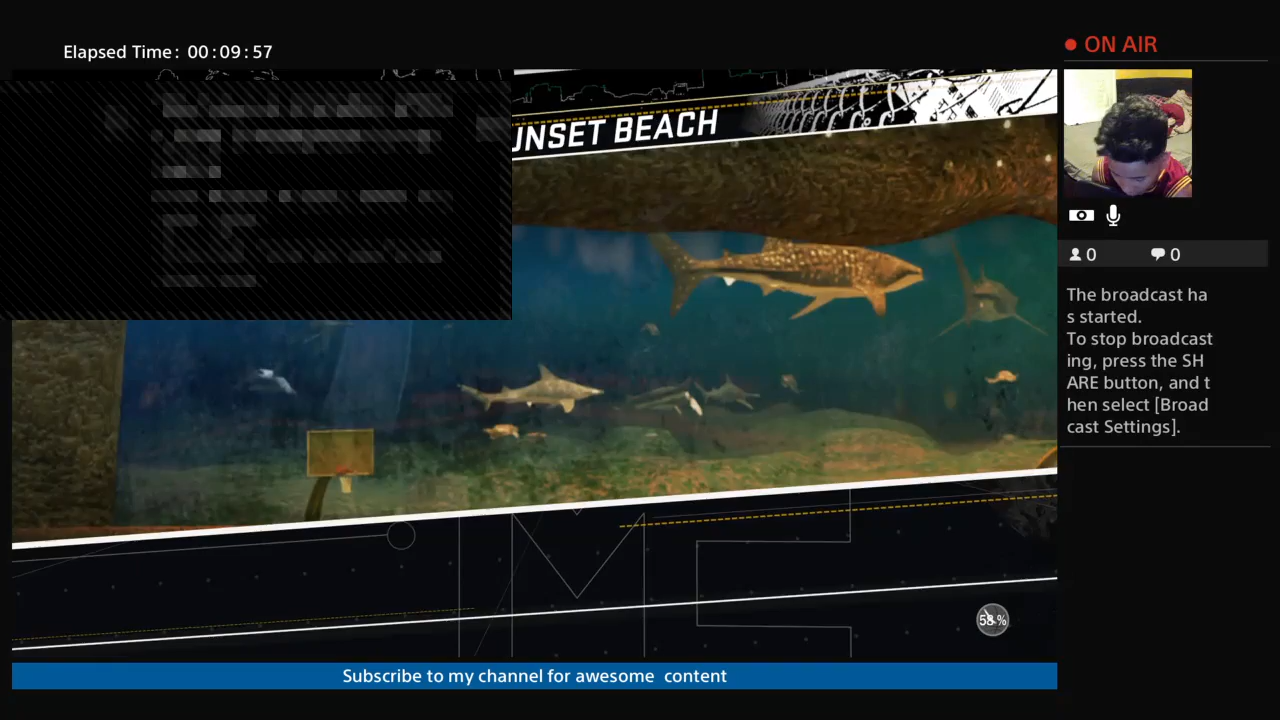 Elapsed Time: 00:09:57
ON AIR
UNSET BEACH
0 0
The broadcast ha
s started.
To stop broadcast
ing, press the SH
ARE button, and t
hen select [Broad
cast Settings].
58%
Subscribe to my channel for awesome content